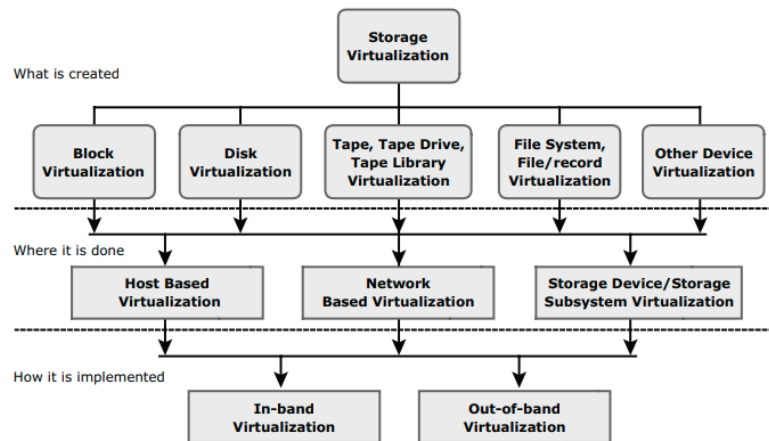 Storage
Virtualization
What is created
Block
Virtualization
Disk
Virtualization
Tape, Tape Drive,
Tape Library
Virtualization
File System,
File/record
Virtualization
Other Device
Virtualization
Where it is done
Host Based
Virtualization
Network
Based Virtualization
Storage Device/Storage
Subsystem Virtualization
How it is implemented
In-band
Virtualization
Out-of-band
Virtualization